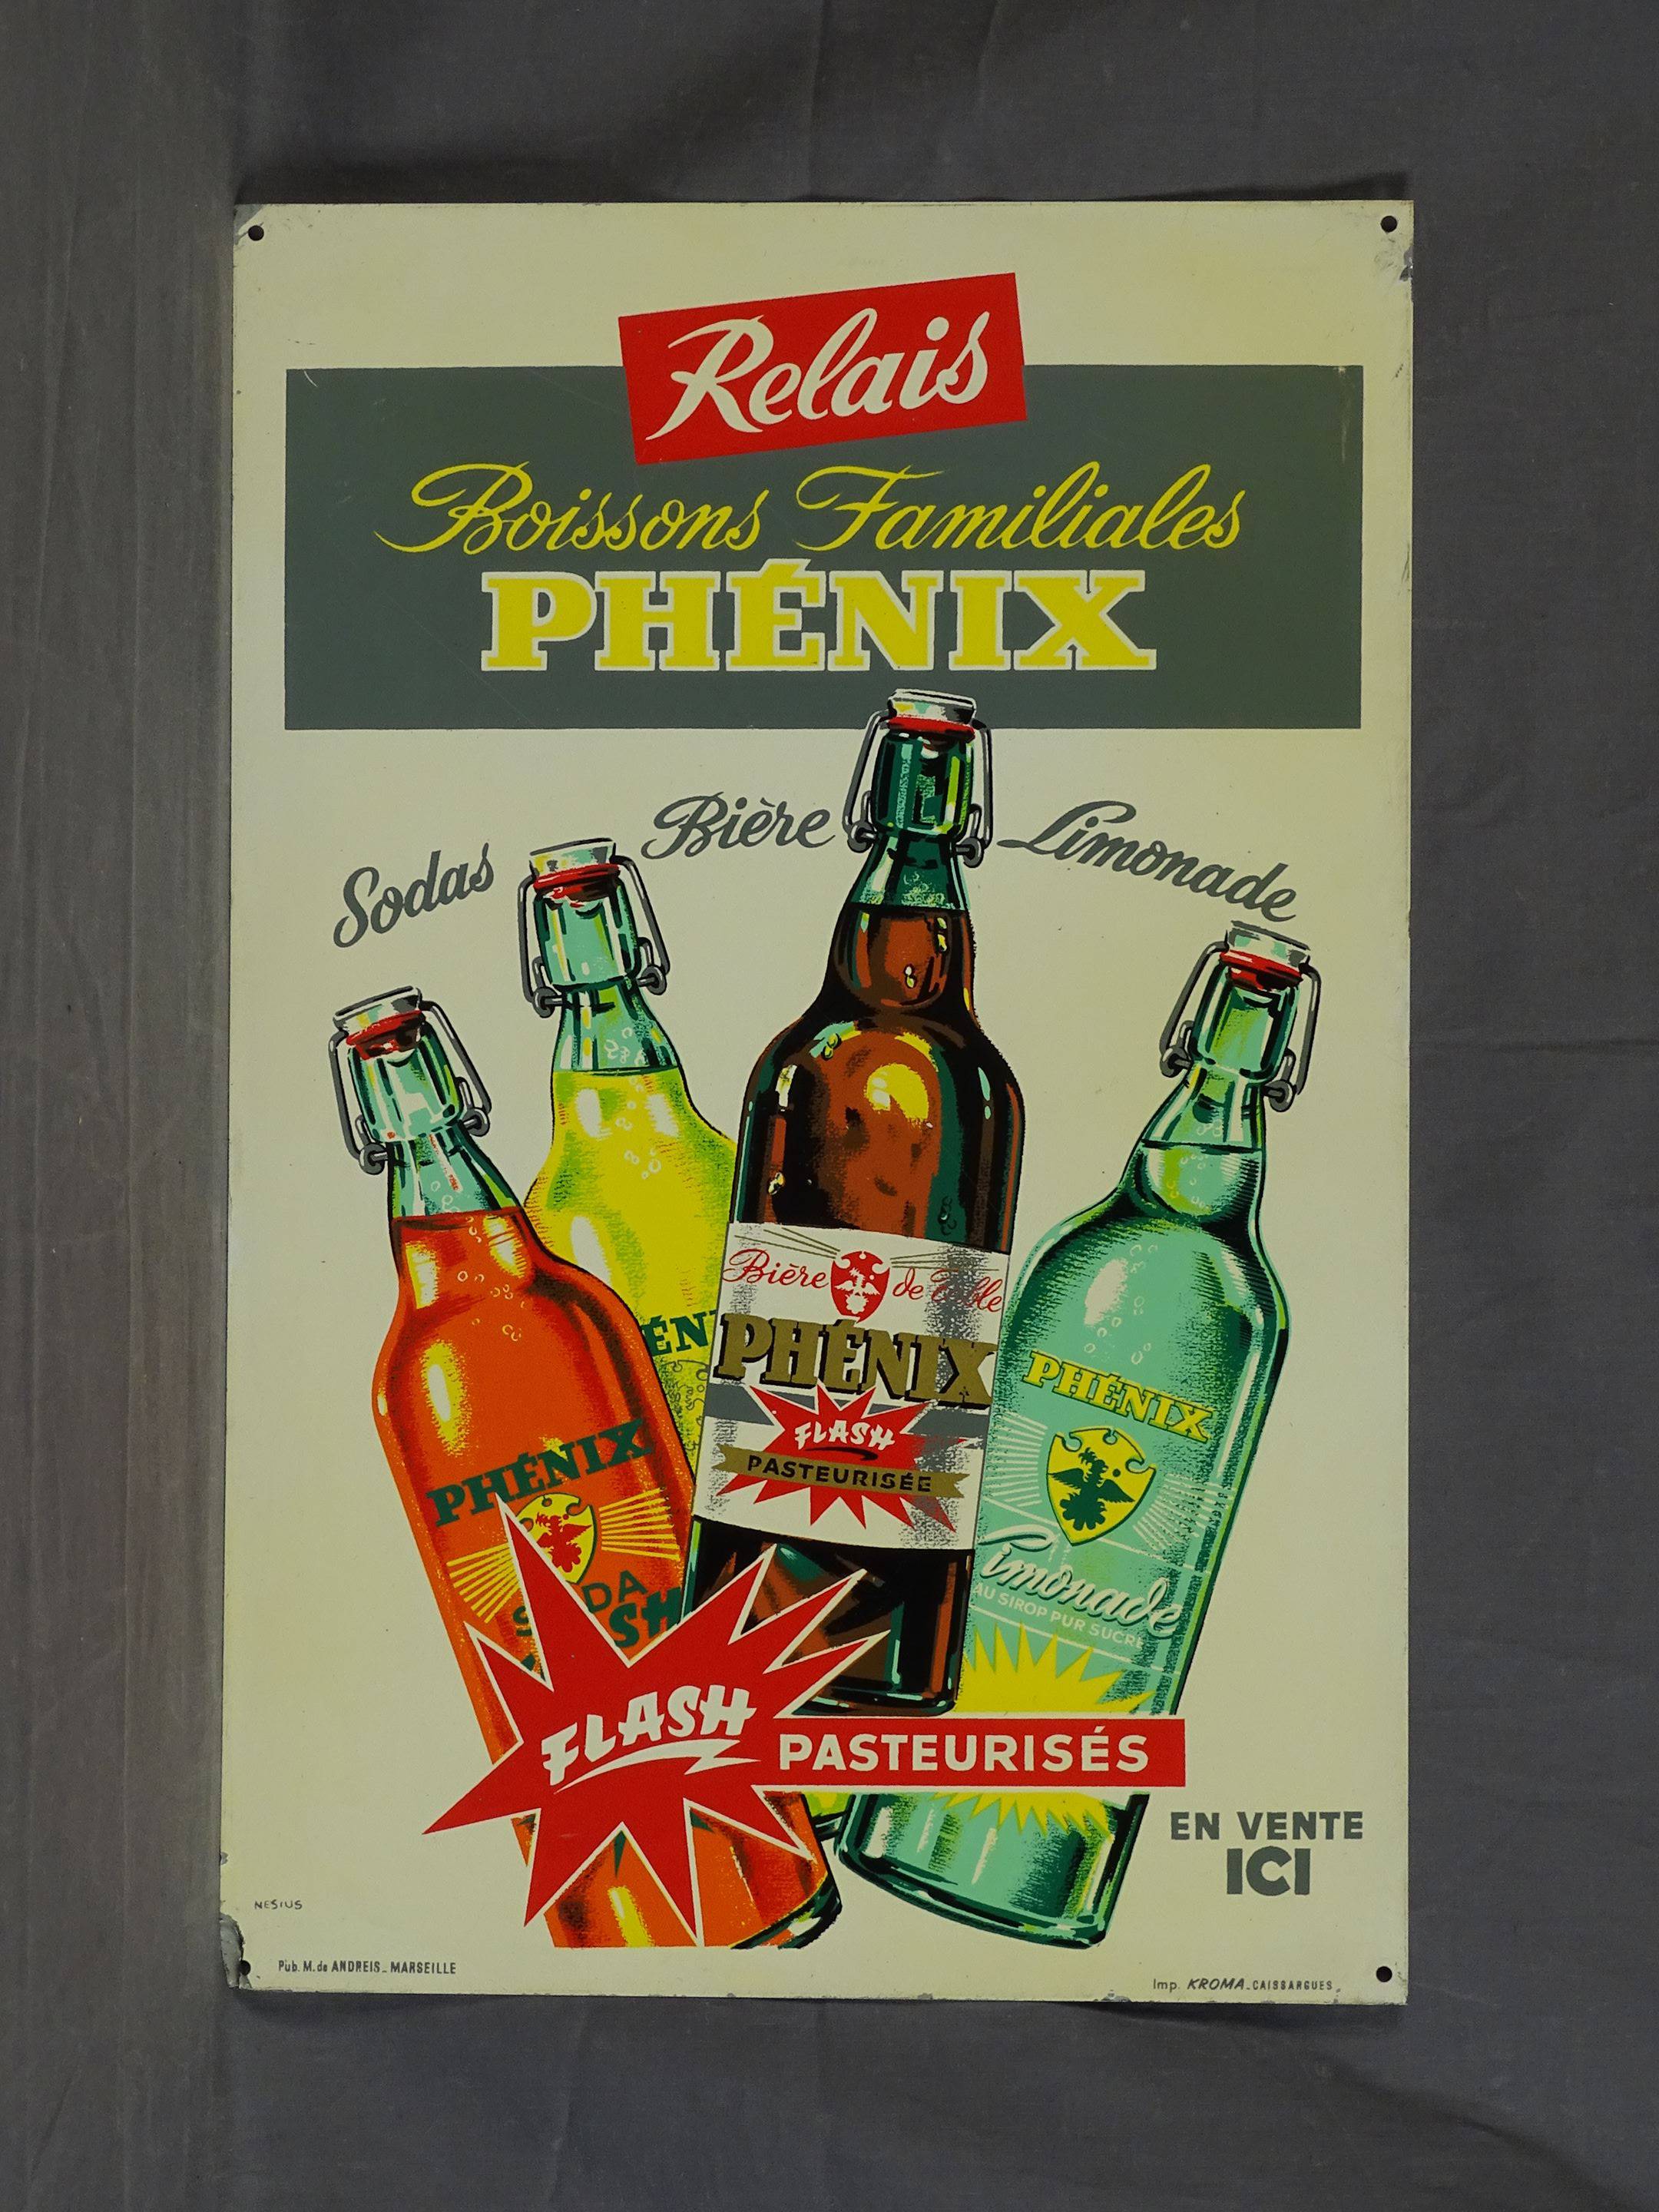 Relais
Boissons Familiales
PHÉNIX
Sodas Bière Limonade
Bière de
PHÉNIX
FLASH
PASTEURISÉE
PHÉNIX
Limonade
AU SIROP PUR SUCRE
PHÉNIX
FLASH
PASTEURISÉS
EN VENTE
ICI
NESIUS
Pub. M. de ANDREIS_MARSEILLE
Imp. KROMA_CAISSARGUES.